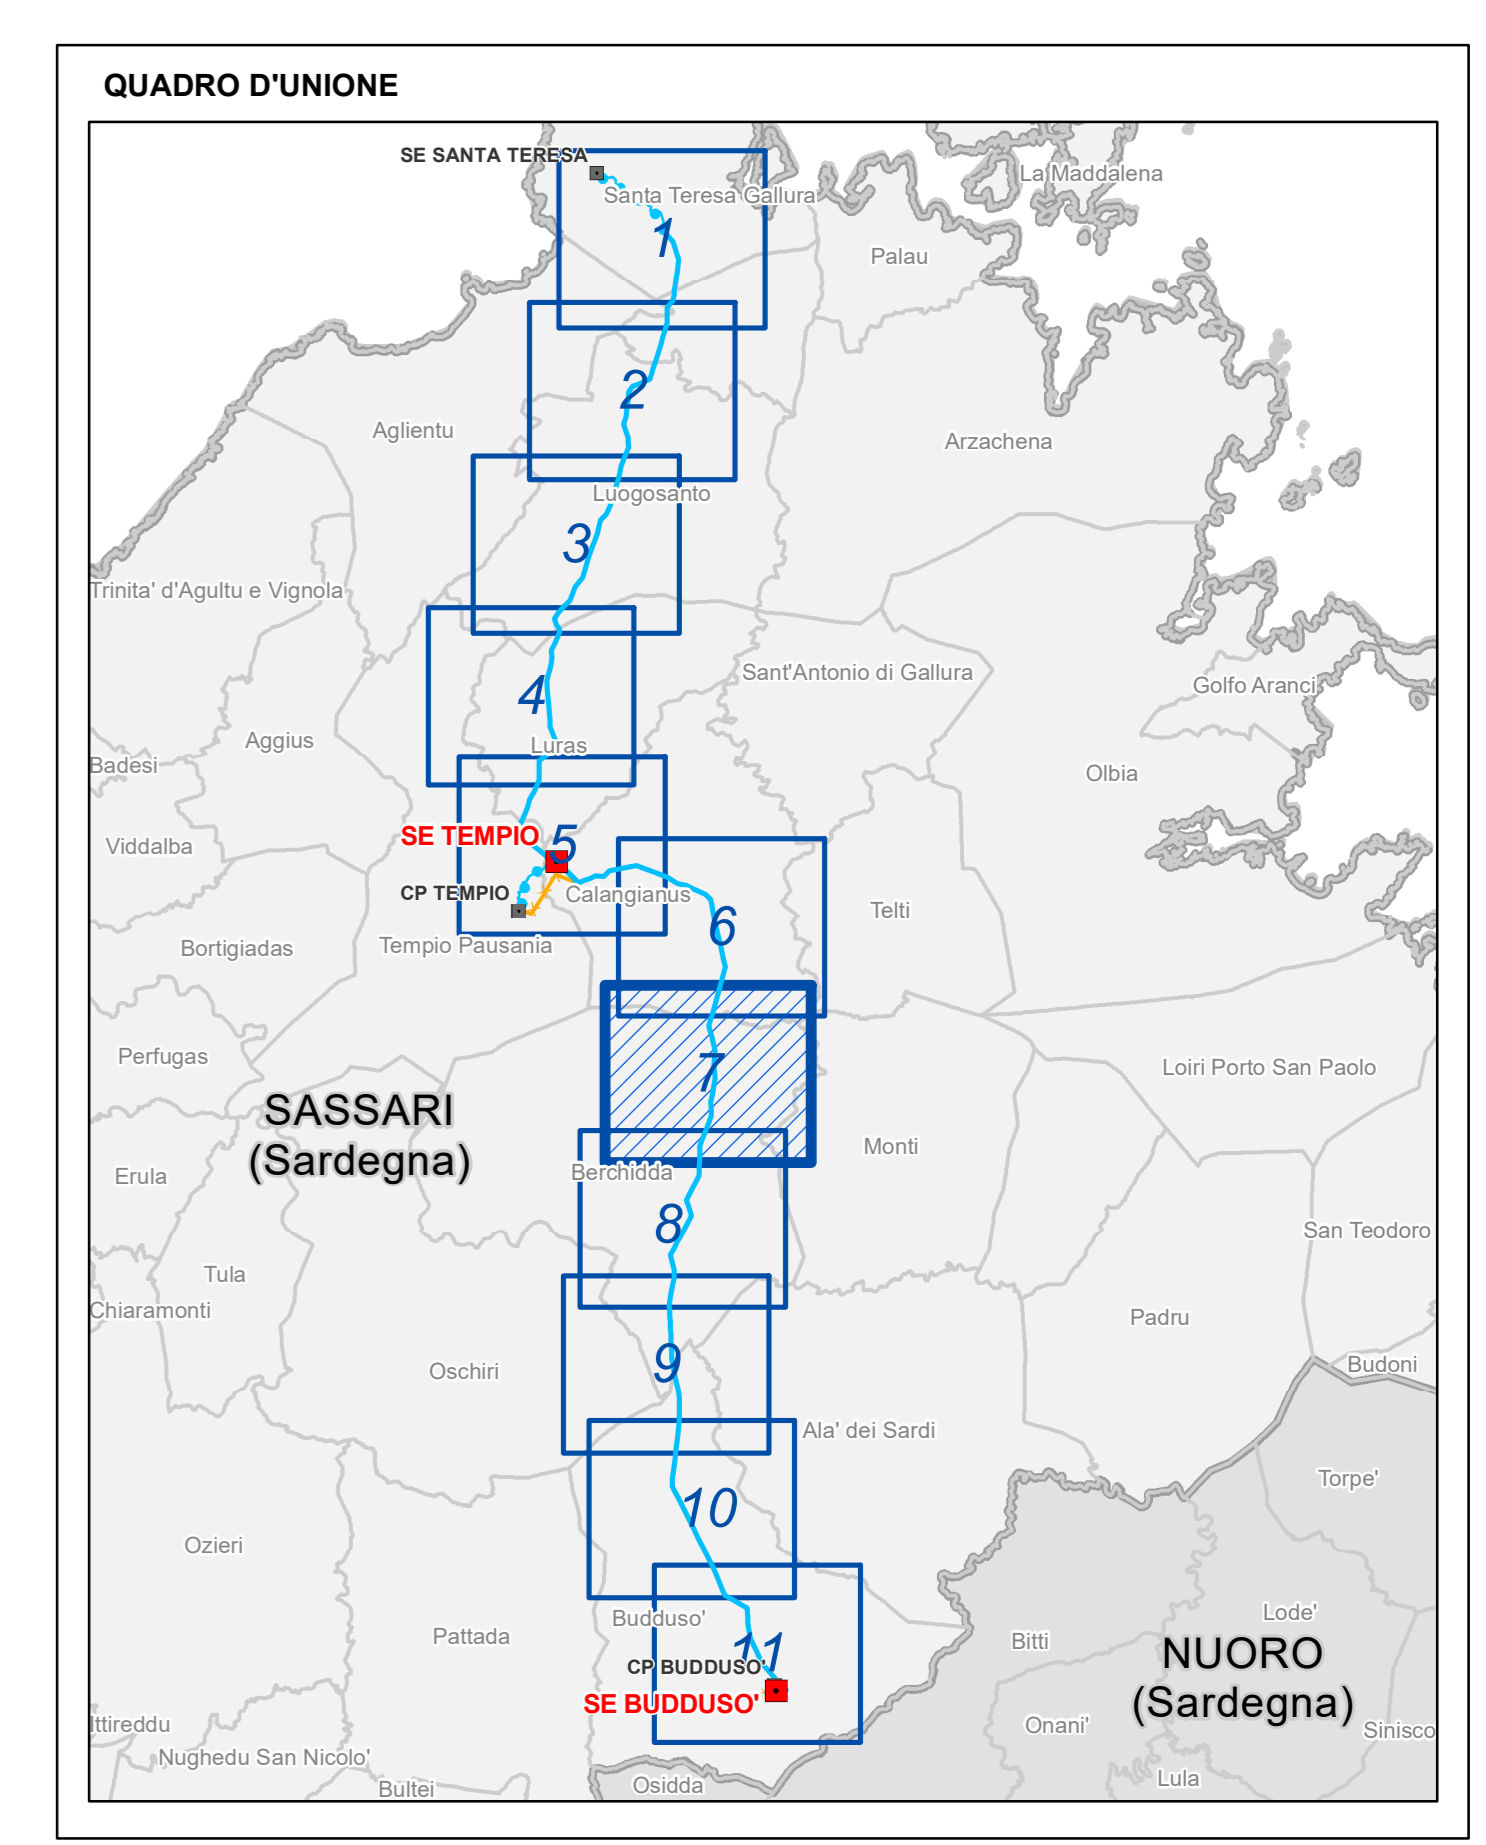 QUADRO D'UNIONE
SE SANTA TERESA
La Maddalena
Santa Teresa Gallura
1
Palau
2
Aglientu
Arzachena
Luogosanto
3
Trinita' d'Agultu e Vignola
Sant'Antonio di Gallura
Golfo Aranci
4
Aggius
Luras
Badesi
Olbia
SE TEMPIO
5
Viddalba
CP TEMPIO
Calangianus
Telti
6
Tempio Pausania
Bortigiadas
Perfugas
7
Loiri Porto San Paolo
SASSARI
(Sardegna)
Monti
Berchidda
Erula
8
San Teodoro
Tula
Chiaramonti
Padru
9
Oschiri
Budoni
Ala' dei Sardi
Torpe'
10
Ozieri
Budduso'
Lode'
Pattada
Bitti
11
NUORO
(Sardegna)
CP BUDDUSO'
SE BUDDUSO'
Ittireddu
Onani'
Sinisco
Nughedu San Nicolo'
Bultei
Osidda
Lula